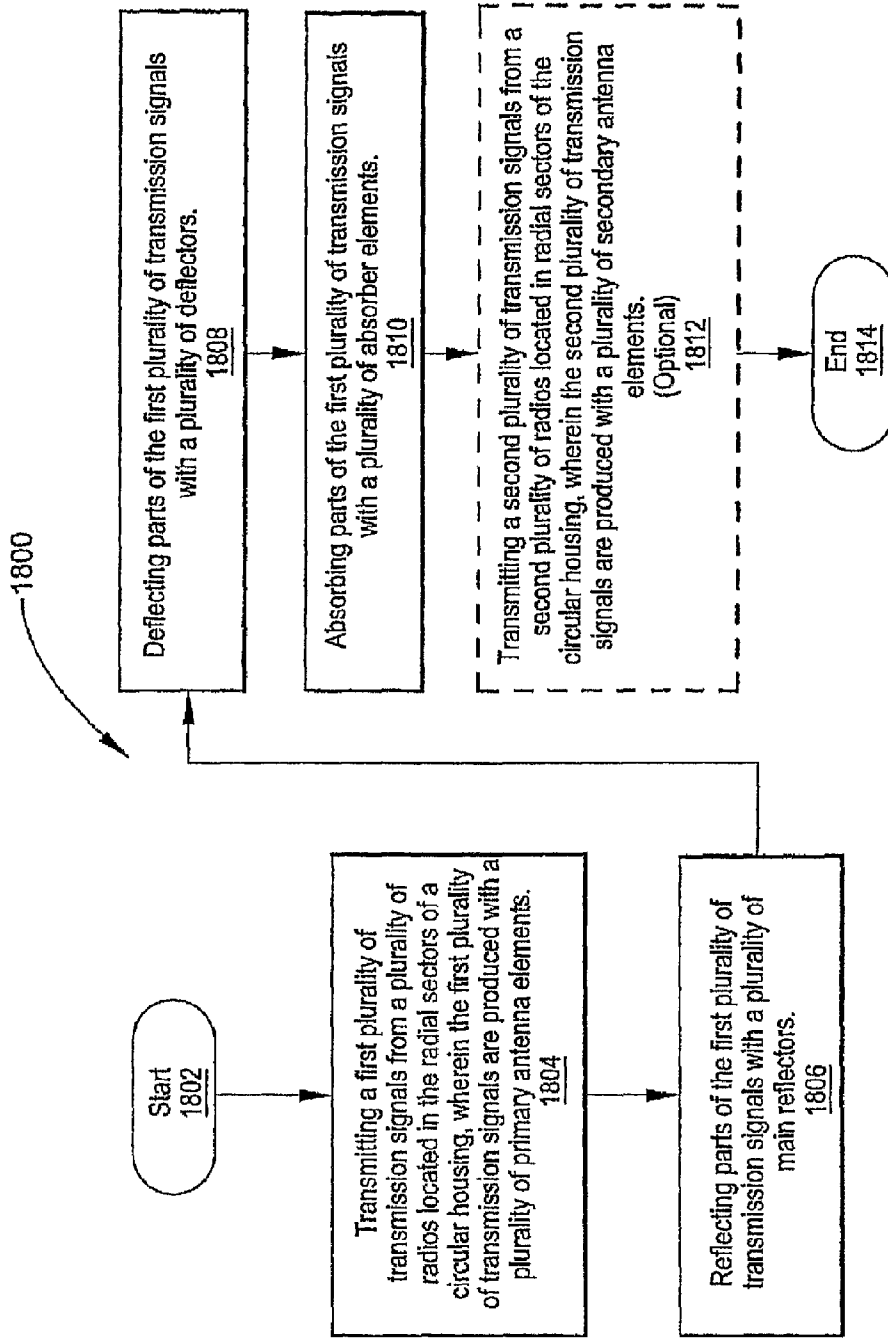 1800
Start
1802
Transmitting a first plurality of
transmission signals from a plurality of
radios located in the radial sectors of a
circular housing, wherein the first plurality
of transmission signals are produced with a
plurality of primary antenna elements.
1804
Reflecting parts of the first plurality of
transmission signals with a plurality of
main reflectors.
1806
Deflecting parts of the first plurality of transmission signals
with a plurality of deflectors.
1808
Absorbing parts of the first plurality of transmission signals
with a plurality of absorber elements.
1810
Transmitting a second plurality of transmission signals from a
second plurality of radios located in radial sectors of the
circular housing, wherein the second plurality of transmission
signals are produced with a plurality of secondary antenna
elements.
(Optional)
1812
End
1814